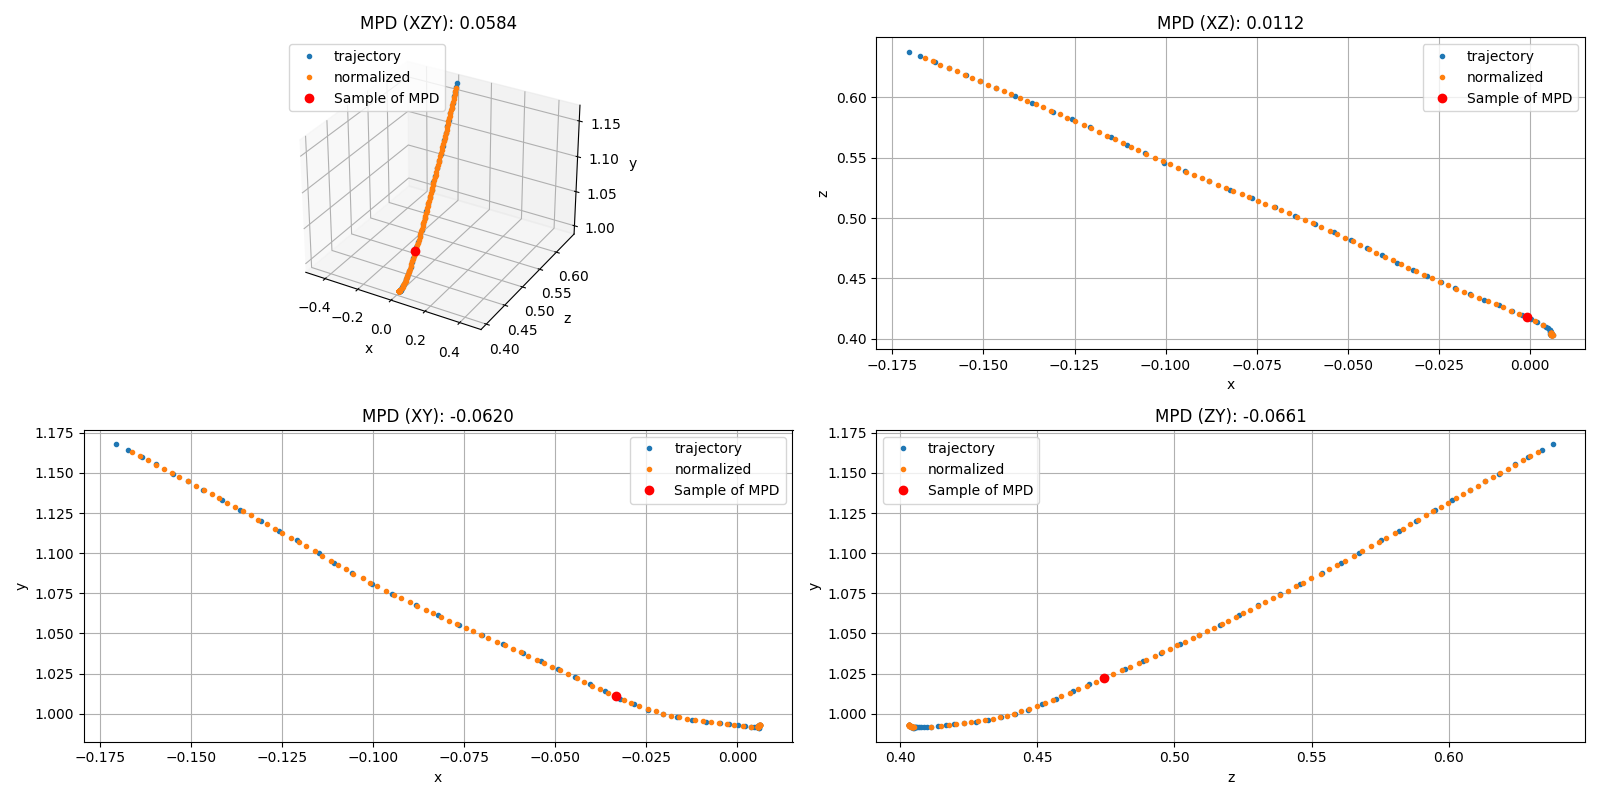 MPD (XZY): 0.0584
trajectory
normalized
Sample of MPD
1.15
1.10
1.05
1.00
y
−0.4
−0.2
0.0
0.2
0.4
x
0.40
0.45
0.50
0.55
0.60
z
MPD (XZ): 0.0112
trajectory
normalized
Sample of MPD
0.60
0.55
0.50
0.45
0.40
z
−0.175 −0.150 −0.125 −0.100 −0.075 −0.050 −0.025 0.000
x
MPD (XY): -0.0620
trajectory
normalized
Sample of MPD
1.175
1.150
1.125
1.100
1.075
1.050
1.025
1.000
y
−0.175 −0.150 −0.125 −0.100 −0.075 −0.050 −0.025 0.000
x
MPD (ZY): -0.0661
trajectory
normalized
Sample of MPD
1.175
1.150
1.125
1.100
1.075
1.050
1.025
1.000
y
0.40 0.45 0.50 0.55 0.60
z